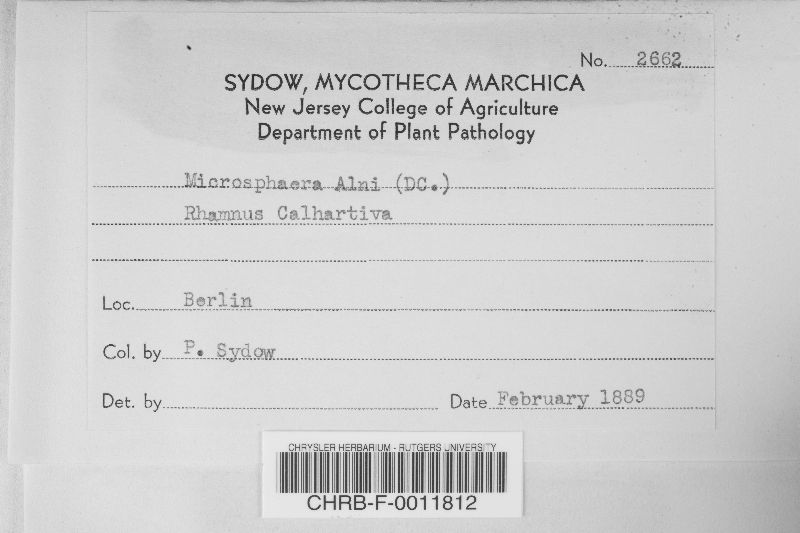 No. 2662
SYDOW, MYCOTHECA MARCHICA
New Jersey College of Agriculture
Department of Plant Pathology
Microsphaera Alni (DC.)
Rhamnus Calhartiva
Loc. Berlin
Col. by P. Sydow
Det. by
Date February 1889
CHRYSLER HERBARIUM - RUTGERS UNIVERSITY
CHRB-F-0011812